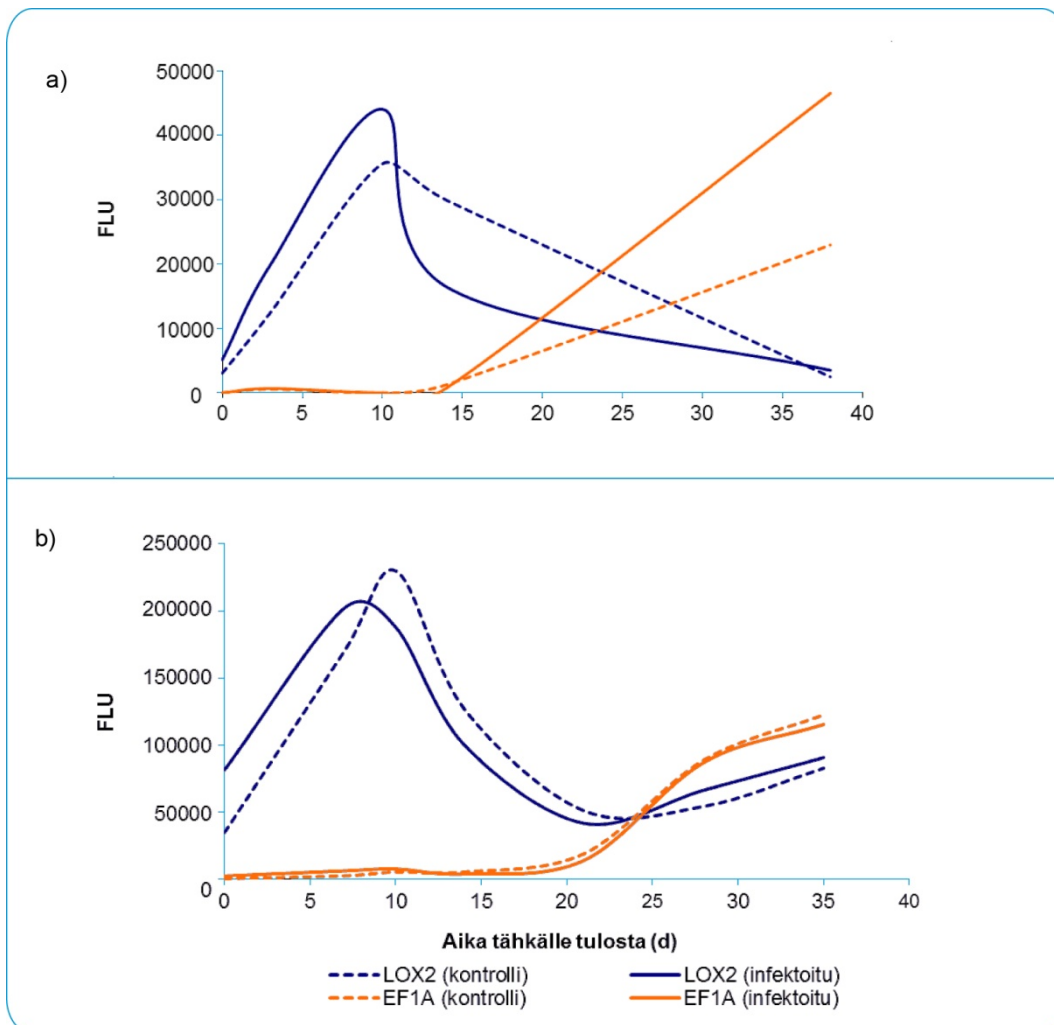 a)
50000
40000
30000
20000
10000
0
FLU
0 5 10 15 20 25 30 35 40
b)
250000
200000
150000
100000
50000
0
FLU
0 5 10 15 20 25 30 35 40
Aika tähkälle tulosta (d)
LOX2 (kontrolli) LOX2 (infektoitu)
EF1A (kontrolli) EF1A (infektoitu)